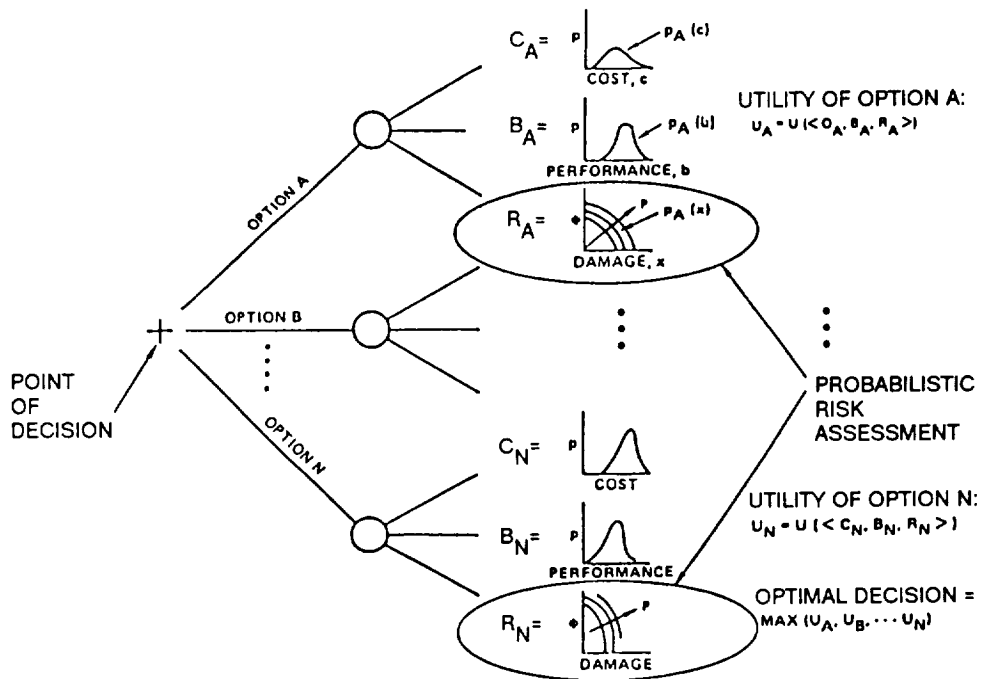 C_A =
p
p_A (c)
COST, c
B_A =
p
p_A (b)
PERFORMANCE, b
UTILITY OF OPTION A:
U_A = U (< O_A, B_A, R_A >)
OPTION A
R_A =
Φ
p
p_A (x)
DAMAGE, x
OPTION B
POINT
OF
DECISION
PROBABILISTIC
RISK
ASSESSMENT
OPTION N
C_N =
p
COST
UTILITY OF OPTION N:
U_N = U (< C_N, B_N, R_N >)
B_N =
p
PERFORMANCE
R_N =
Φ
p
DAMAGE
OPTIMAL DECISION =
MAX (U_A, U_B, ··· U_N)